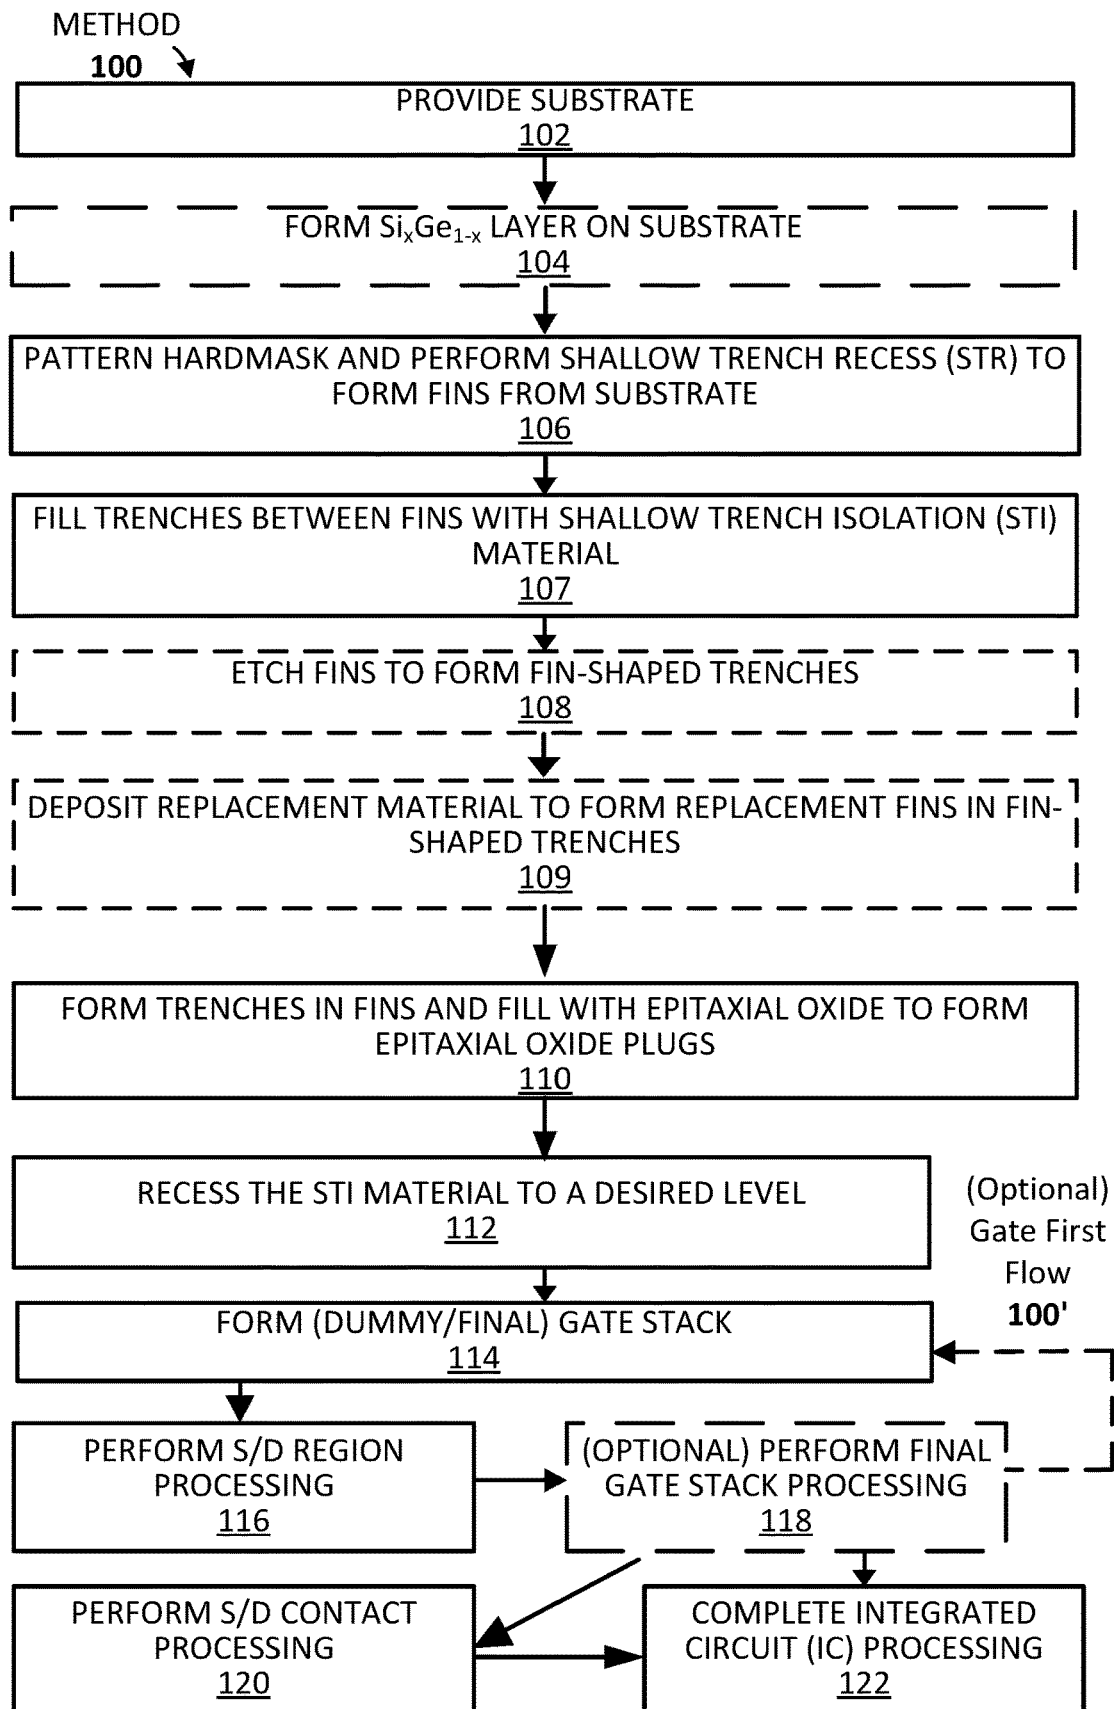 METHOD
100
PROVIDE SUBSTRATE
102
FORM SiₓGe₁₋ₓ LAYER ON SUBSTRATE
104
PATTERN HARDMASK AND PERFORM SHALLOW TRENCH RECESS (STR) TO
FORM FINS FROM SUBSTRATE
106
FILL TRENCHES BETWEEN FINS WITH SHALLOW TRENCH ISOLATION (STI)
MATERIAL
107
ETCH FINS TO FORM FIN-SHAPED TRENCHES
108
DEPOSIT REPLACEMENT MATERIAL TO FORM REPLACEMENT FINS IN FIN-
SHAPED TRENCHES
109
FORM TRENCHES IN FINS AND FILL WITH EPITAXIAL OXIDE TO FORM
EPITAXIAL OXIDE PLUGS
110
RECESS THE STI MATERIAL TO A DESIRED LEVEL
112
(Optional)
Gate First
Flow
100'
FORM (DUMMY/FINAL) GATE STACK
114
PERFORM S/D REGION
PROCESSING
116
(OPTIONAL) PERFORM FINAL
GATE STACK PROCESSING
118
PERFORM S/D CONTACT
PROCESSING
120
COMPLETE INTEGRATED
CIRCUIT (IC) PROCESSING
122